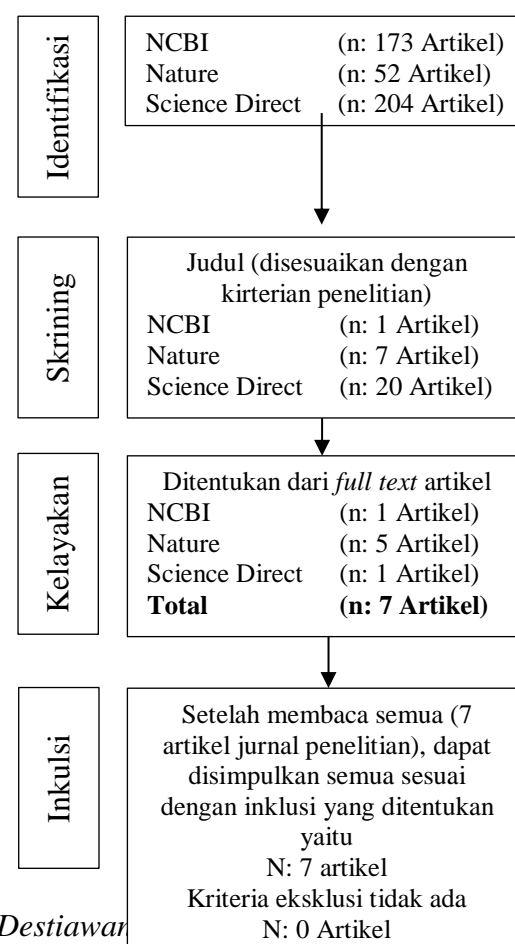 Identifikasi
NCBI (n: 173 Artikel)
Nature (n: 52 Artikel)
Science Direct (n: 204 Artikel)
Skrining
Judul (disesuaikan dengan
kirterian penelitian)
NCBI (n: 1 Artikel)
Nature (n: 7 Artikel)
Science Direct (n: 20 Artikel)
Kelayakan
Ditentukan dari full text artikel
NCBI (n: 1 Artikel)
Nature (n: 5 Artikel)
Science Direct (n: 1 Artikel)
Total (n: 7 Artikel)
Inkulsi
Setelah membaca semua (7
artikel jurnal penelitian), dapat
disimpulkan semua sesuai
dengan inklusi yang ditentukan
yaitu
N: 7 artikel
Kriteria eksklusi tidak ada
N: 0 Artikel